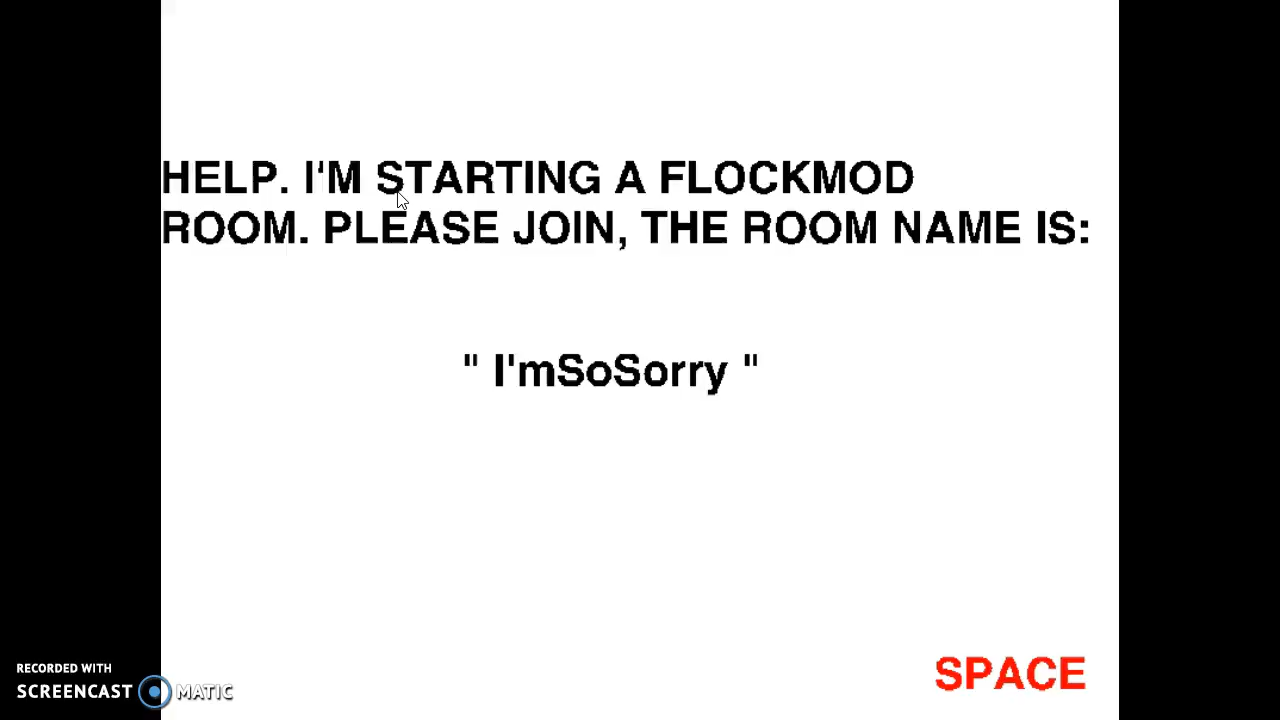 HELP. I'M STARTING A FLOCKMOD
ROOM. PLEASE JOIN, THE ROOM NAME IS:
" I'mSoSorry "
SPACE
RECORDED WITH
SCREENCAST MATIC